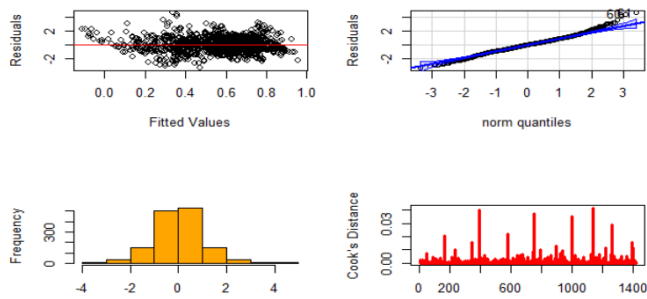 Residuals
2
-2
0.0 0.2 0.4 0.6 0.8 1.0
Fitted Values
Residuals
2
-2
-3 -2 -1 0 1 2 3
norm quantiles
Frequency
300
0
-4 -2 0 2 4
Cook's Distance
0.03
0.00
0 200 600 1000 1400